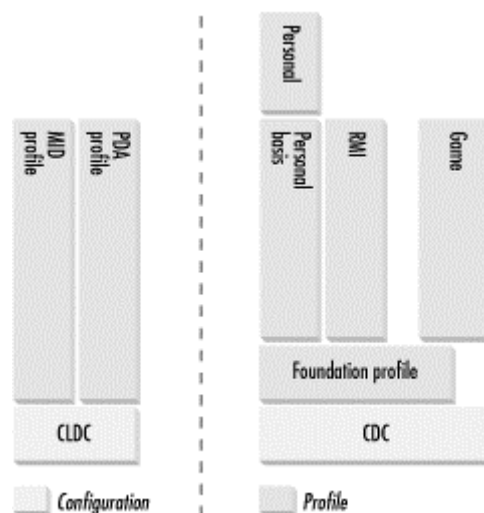 Personal
MID
profile
PDA
profile
Personal
basis
RMI
Game
Foundation profile
CLDC
CDC
Configuration
Profile